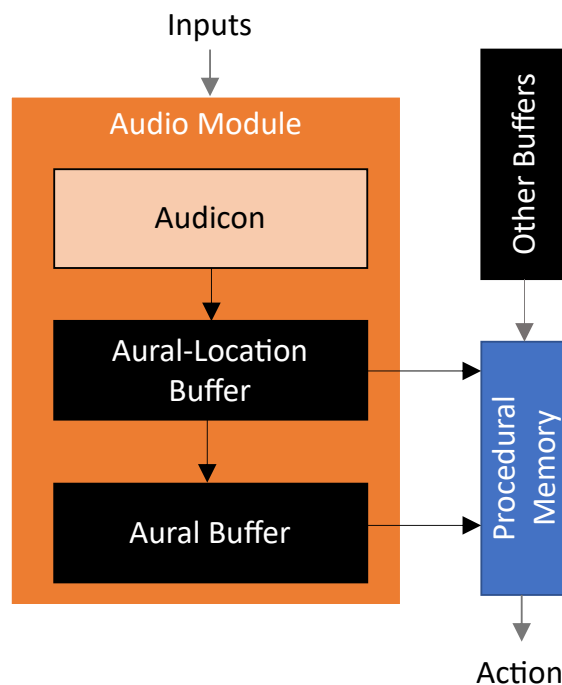 Inputs
Audio Module
Audicon
Aural-Location
Buffer
Aural Buffer
Other Buffers
Procedural
Memory
Action